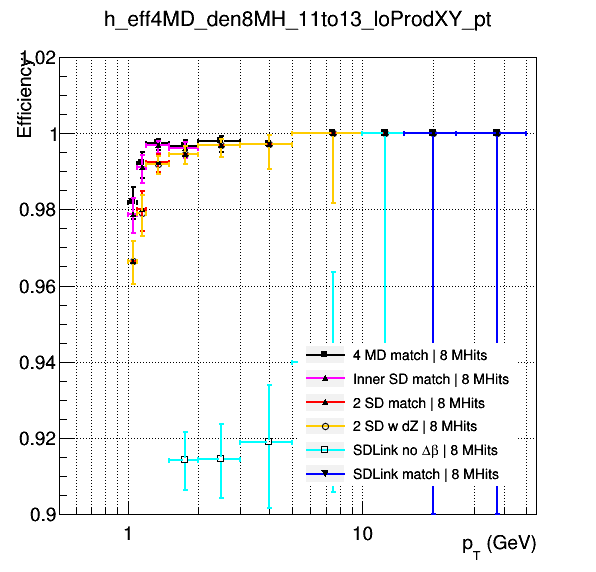 h_eff4MD_den8MH_11to13_loProdXY_pt
Efficiency
1.02
1
0.98
0.96
0.94
0.92
0.9
4 MD match | 8 MHits
Inner SD match | 8 MHits
2 SD match | 8 MHits
2 SD w dZ | 8 MHits
SDLink no Δβ | 8 MHits
SDLink match | 8 MHits
1
10
p_T (GeV)